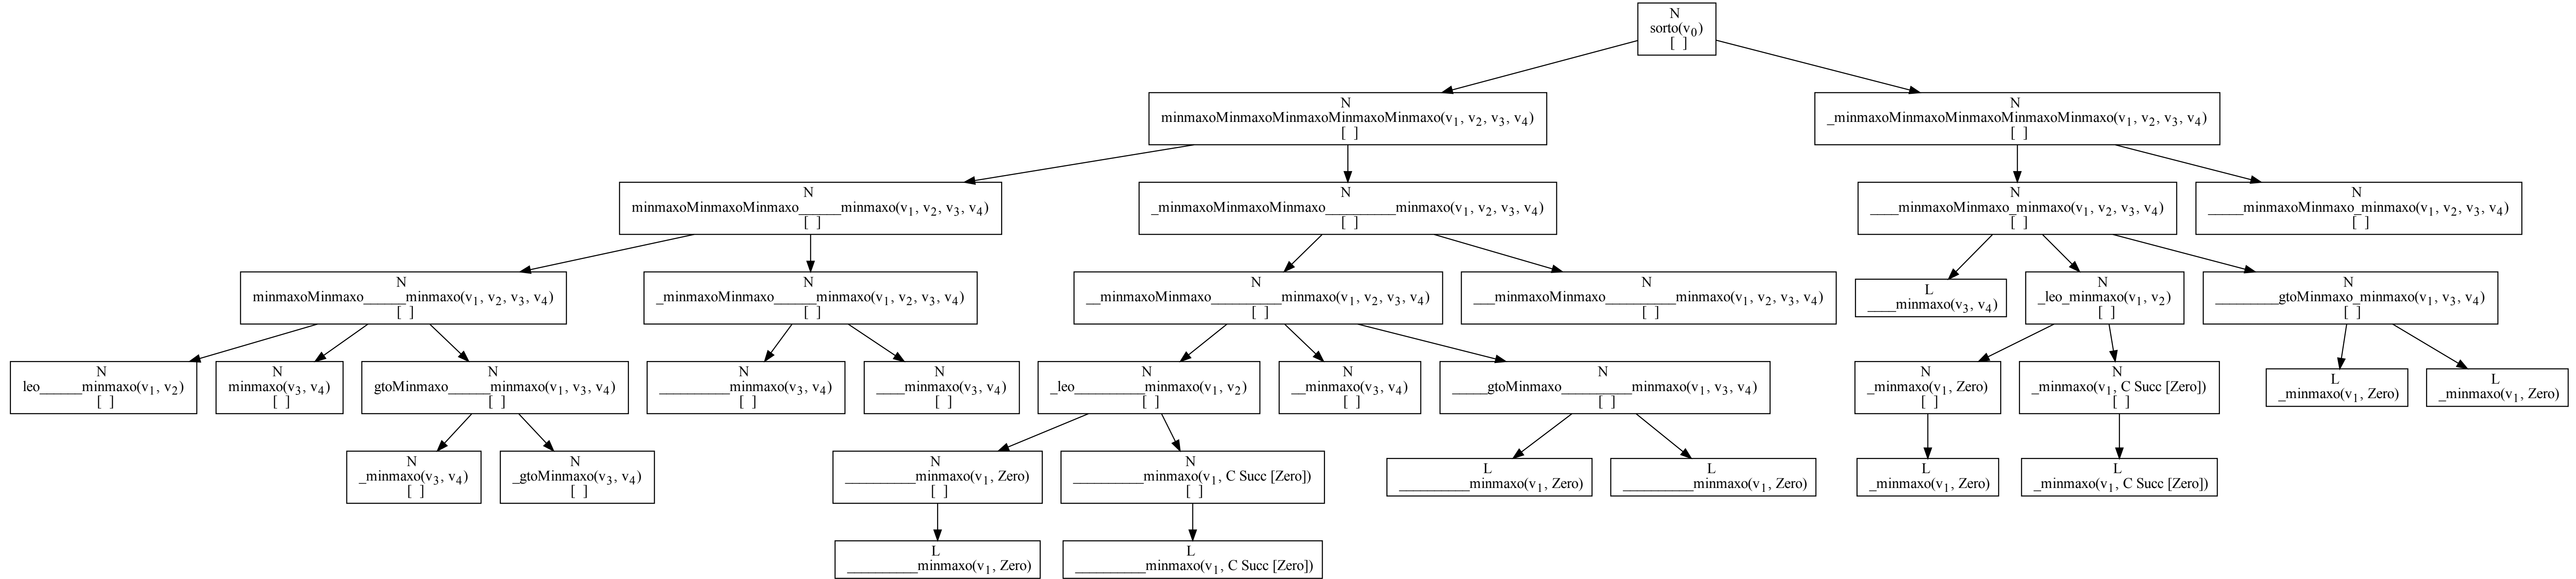 N
sorto(v₀)
[ ]
N
minmaxoMinmaxoMinmaxoMinmaxoMinmaxo(v₁, v₂, v₃, v₄)
[ ]
N
_minmaxoMinmaxoMinmaxoMinmaxoMinmaxo(v₁, v₂, v₃, v₄)
[ ]
N
minmaxoMinmaxoMinmaxo______minmaxo(v₁, v₂, v₃, v₄)
[ ]
N
_minmaxoMinmaxoMinmaxo__________minmaxo(v₁, v₂, v₃, v₄)
[ ]
N
____minmaxoMinmaxo_minmaxo(v₁, v₂, v₃, v₄)
[ ]
N
_____minmaxoMinmaxo_minmaxo(v₁, v₂, v₃, v₄)
[ ]
N
minmaxoMinmaxo______minmaxo(v₁, v₂, v₃, v₄)
[ ]
N
_minmaxoMinmaxo______minmaxo(v₁, v₂, v₃, v₄)
[ ]
N
__minmaxoMinmaxo__________minmaxo(v₁, v₂, v₃, v₄)
[ ]
N
___minmaxoMinmaxo__________minmaxo(v₁, v₂, v₃, v₄)
[ ]
L
____minmaxo(v₃, v₄)
N
_leo_minmaxo(v₁, v₂)
[ ]
N
_________gtoMinmaxo_minmaxo(v₁, v₃, v₄)
[ ]
N
leo______minmaxo(v₁, v₂)
[ ]
N
minmaxo(v₃, v₄)
[ ]
N
gtoMinmaxo______minmaxo(v₁, v₃, v₄)
[ ]
N
__________minmaxo(v₃, v₄)
[ ]
N
____minmaxo(v₃, v₄)
[ ]
N
_leo__________minmaxo(v₁, v₂)
[ ]
N
__minmaxo(v₃, v₄)
[ ]
N
_____gtoMinmaxo__________minmaxo(v₁, v₃, v₄)
[ ]
N
_minmaxo(v₁, Zero)
[ ]
N
_minmaxo(v₁, C Succ [Zero])
[ ]
L
_minmaxo(v₁, Zero)
L
_minmaxo(v₁, Zero)
N
_minmaxo(v₃, v₄)
[ ]
N
_gtoMinmaxo(v₃, v₄)
[ ]
N
__________minmaxo(v₁, Zero)
[ ]
N
__________minmaxo(v₁, C Succ [Zero])
[ ]
L
__________minmaxo(v₁, Zero)
L
__________minmaxo(v₁, Zero)
L
_minmaxo(v₁, Zero)
L
_minmaxo(v₁, C Succ [Zero])
L
__________minmaxo(v₁, Zero)
L
__________minmaxo(v₁, C Succ [Zero])